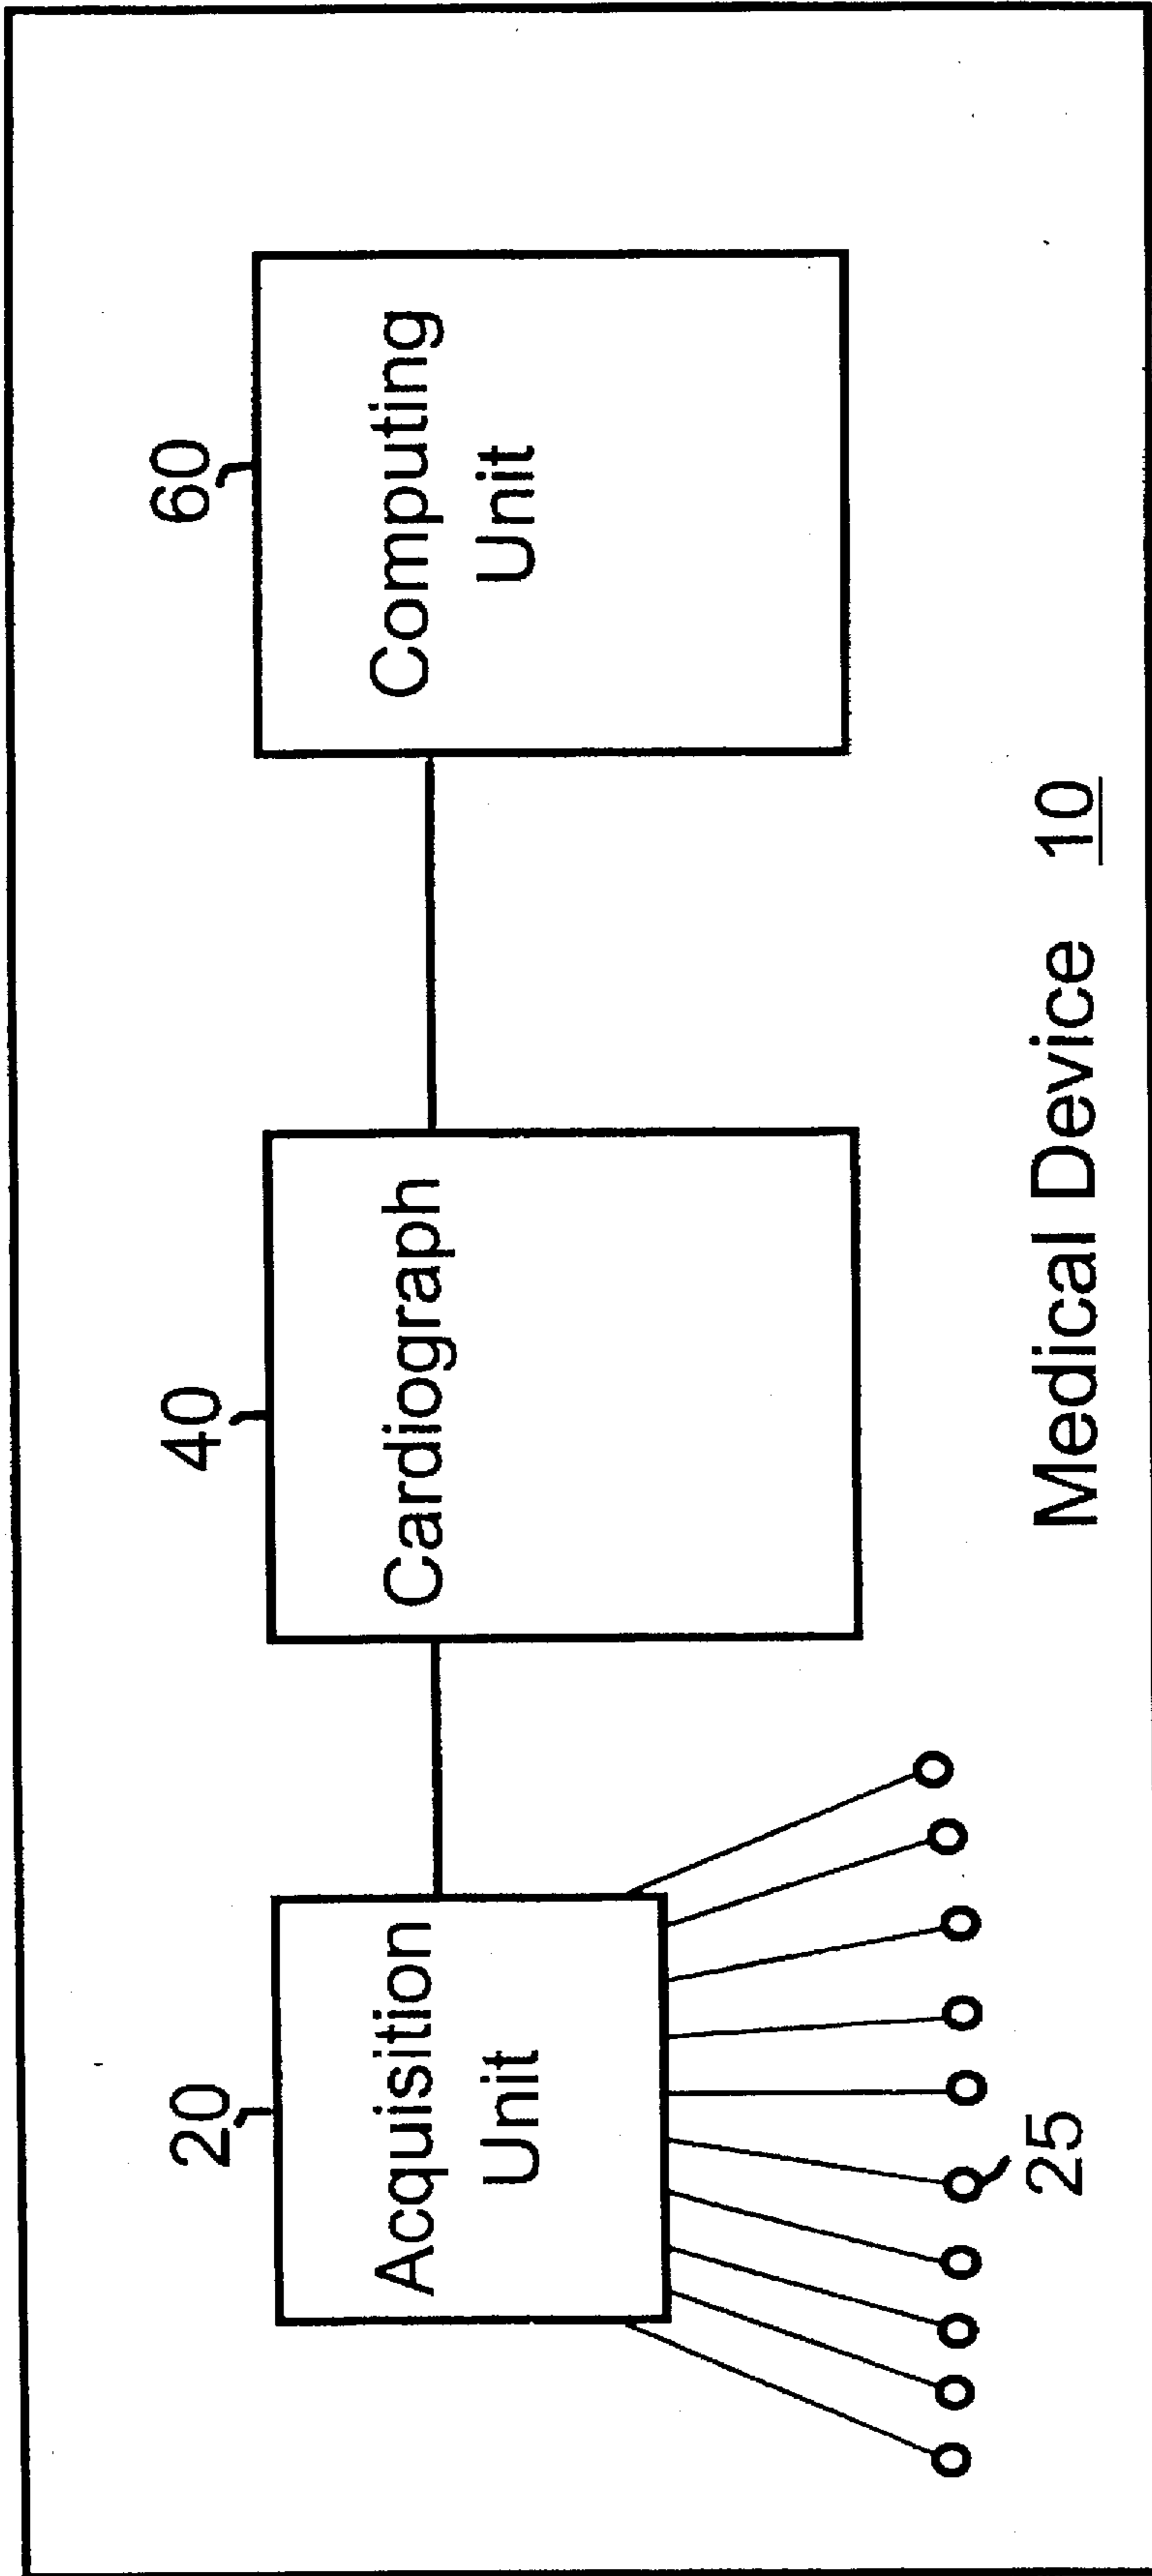 20
Acquisition
Unit
25
40
Cardiograph
60
Computing
Unit
Medical Device 10